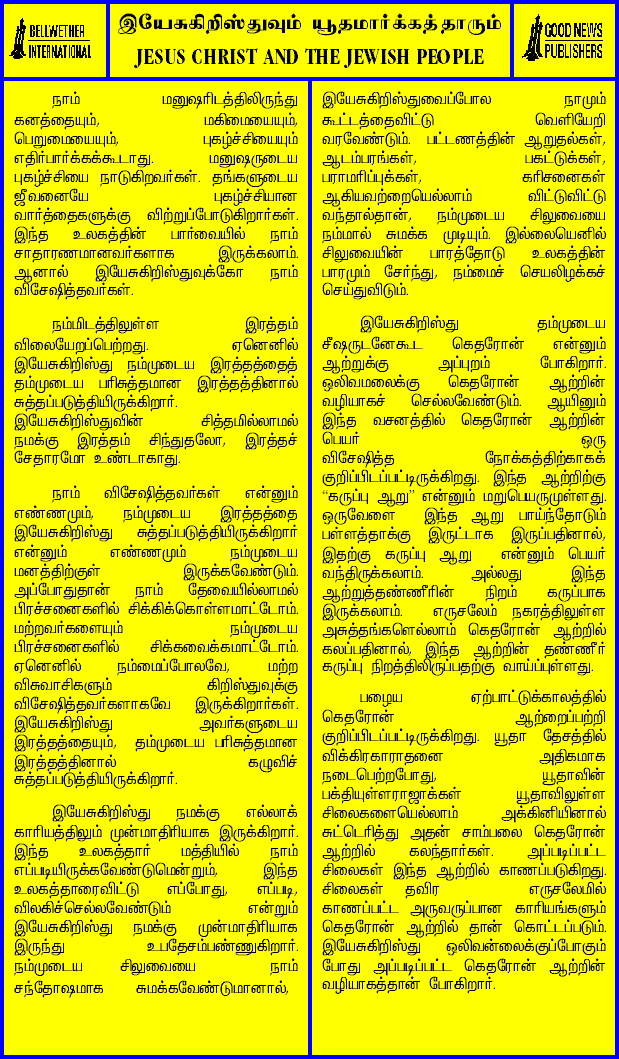 BELLWETHER
INTERNATIONAL
இயேசுகிறிஸ்துவும் யூதமார்க்கத்தாரும்
JESUS CHRIST AND THE JEWISH PEOPLE
GOOD NEWS
PUBLISHERS
நாம் மனுஷரிடத்திலிருந்து
கனத்தையும், மகிமையையும்,
பெறுமையையும், புகழ்ச்சியையும்
எதிர்பார்க்கக்கூடாது. மனுஷருடைய
புகழ்ச்சியை நாடுகிறவர்கள். தங்களுடைய
ஜீவனையே புகழ்ச்சியான
வார்த்தைகளுக்கு விற்றுப்போடுகிறார்கள்.
இந்த உலகத்தின் பார்வையில் நாம்
சாதாரணமானவர்களாக இருக்கலாம்.
ஆனால் இயேசுகிறிஸ்துவுக்கோ நாம்
விசேஷித்தவர்கள்.
நம்மிடத்திலுள்ள இரத்தம்
விலையேறப்பெற்றது. ஏனெனில்
இயேசுகிறிஸ்து நம்முடைய இரத்தத்தைத்
தம்முடைய பரிசுத்தமான இரத்தத்தினால்
சுத்தப்படுத்தியிருக்கிறார்.
இயேசுகிறிஸ்துவின் சித்தமில்லாமல்
நமக்கு இரத்தம் சிந்துதலோ, இரத்தச்
சேதாரமோ உண்டாகாது.
நாம் விசேஷித்தவர்கள் என்னும்
எண்ணமும், நம்முடைய இரத்தத்தை
இயேசுகிறிஸ்து சுத்தப்படுத்தியிருக்கிறார்
என்னும் எண்ணமும் நம்முடைய
மனத்திற்குள் இருக்கவேண்டும்.
அப்போதுதான் நாம் தேவையில்லாமல்
பிரச்சனைகளில் சிக்கிக்கொள்ளமாட்டோம்.
மற்றவர்களையும் நம்முடைய
பிரச்சனைகளில் சிக்கவைக்கமாட்டோம்.
ஏனெனில் நம்மைப்போலவே, மற்ற
விசுவாசிகளும் கிறிஸ்துவுக்கு
விசேஷித்தவர்களாகவே இருக்கிறார்கள்.
இயேசுகிறிஸ்து அவர்களுடைய
இரத்தத்தையும், தம்முடைய பரிசுத்தமான
இரத்தத்தினால் கழுவிச்
சுத்தப்படுத்தியிருக்கிறார்.
இயேசுகிறிஸ்து நமக்கு எல்லாக்
காரியத்திலும் முன்மாதிரியாக இருக்கிறார்.
இந்த உலகத்தார் மத்தியில் நாம்
எப்படியிருக்கவேண்டுமென்றும், இந்த
உலகத்தாரைவிட்டு எப்போது, எப்படி,
விலகிச்செல்லவேண்டும் என்றும்
இயேசுகிறிஸ்து நமக்கு முன்மாதிரியாக
இருந்து உபதேசம்பண்ணுகிறார்.
நம்முடைய சிலுவையை நாம்
சந்தோஷமாக சுமக்கவேண்டுமானால்,
இயேசுகிறிஸ்துவைப்போல நாமும்
கூட்டத்தைவிட்டு வெளியேறி
வரவேண்டும். பட்டணத்தின் ஆறுதல்கள்,
ஆடம்பரங்கள், பகட்டுக்கள்,
பராமரிப்புக்கள், கரிசனைகள்
ஆகியவற்றையெல்லாம் விட்டுவிட்டு
வந்தால்தான், நம்முடைய சிலுவையை
நம்மால் சுமக்க முடியும். இல்லையெனில்
சிலுவையின் பாரத்தோடு உலகத்தின்
பாரமும் சேர்ந்து, நம்மைச் செயலிழக்கச்
செய்துவிடும்.
இயேசுகிறிஸ்து தம்முடைய
சீஷருடனேகூட கெதரோன் என்னும்
ஆற்றுக்கு அப்புறம் போகிறார்.
ஒலிவமலைக்கு கெதரோன் ஆற்றின்
வழியாகச் செல்லவேண்டும். ஆயினும்
இந்த வசனத்தில் கெதரோன் ஆற்றின்
பெயர் ஒரு
விசேஷித்த நோக்கத்திற்காகக்
குறிப்பிடப்பட்டிருக்கிறது. இந்த ஆற்றிற்கு
“கருப்பு ஆறு” என்னும் மறுபெயருமுள்ளது.
ஒருவேளை இந்த ஆறு பாய்ந்தோடும்
பள்ளத்தாக்கு இருட்டாக இருப்பதினால்,
இதற்கு கருப்பு ஆறு என்னும் பெயர்
வந்திருக்கலாம். அல்லது இந்த
ஆற்றுத்தண்ணீரின் நிறம் கருப்பாக
இருக்கலாம். எருசலேம் நகரத்திலுள்ள
அசுத்தங்களெல்லாம் கெதரோன் ஆற்றில்
கலப்பதினால், இந்த ஆற்றின் தண்ணீர்
கருப்பு நிறத்திலிருப்பதற்கு வாய்ப்புள்ளது.
பழைய ஏற்பாட்டுக்காலத்தில்
கெதரோன் ஆற்றைப்பற்றி
குறிப்பிடப்பட்டிருக்கிறது. யூதா தேசத்தில்
விக்கிரகாராதனை அதிகமாக
நடைபெற்றபோது, யூதாவின்
பக்தியுள்ளராஜாக்கள் யூதாவிலுள்ள
சிலைகளையெல்லாம் அக்கினியினால்
சுட்டெரித்து அதன் சாம்பலை கெதரோன்
ஆற்றில் கலந்தார்கள். அப்படிப்பட்ட
சிலைகள் இந்த ஆற்றில் காணப்படுகிறது.
சிலைகள் தவிர எருசலேமில்
காணப்பட்ட அருவருப்பான காரியங்களும்
கெதரோன் ஆற்றில் தான் கொட்டப்படும்.
இயேசுகிறிஸ்து ஒலிவன்லைக்குப்போகும்
போது அப்படிப்பட்ட கெதரோன் ஆற்றின்
வழியாகத்தான் போகிறார்.